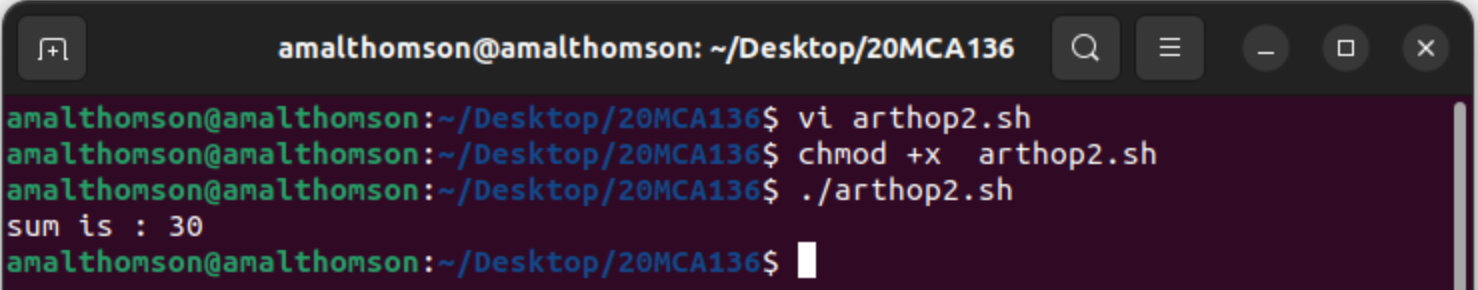 amalthomson@amalthomson: ~/Desktop/20MCA136
amalthomson@amalthomson:~/Desktop/20MCA136$ vi arthop2.sh
amalthomson@amalthomson:~/Desktop/20MCA136$ chmod +x  arthop2.sh
amalthomson@amalthomson:~/Desktop/20MCA136$ ./arthop2.sh
sum is : 30
amalthomson@amalthomson:~/Desktop/20MCA136$